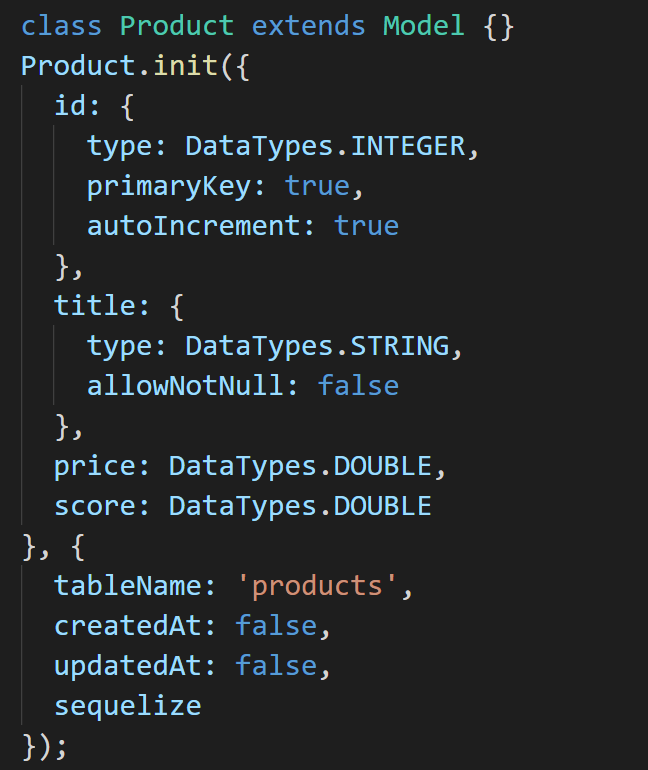 class Product extends Model {}
Product.init({
  id: {
    type: DataTypes.INTEGER,
    primaryKey: true,
    autoIncrement: true
  },
  title: {
    type: DataTypes.STRING,
    allowNotNull: false
  },
  price: DataTypes.DOUBLE,
  score: DataTypes.DOUBLE
}, {
  tableName: 'products',
  createdAt: false,
  updatedAt: false,
  sequelize
});